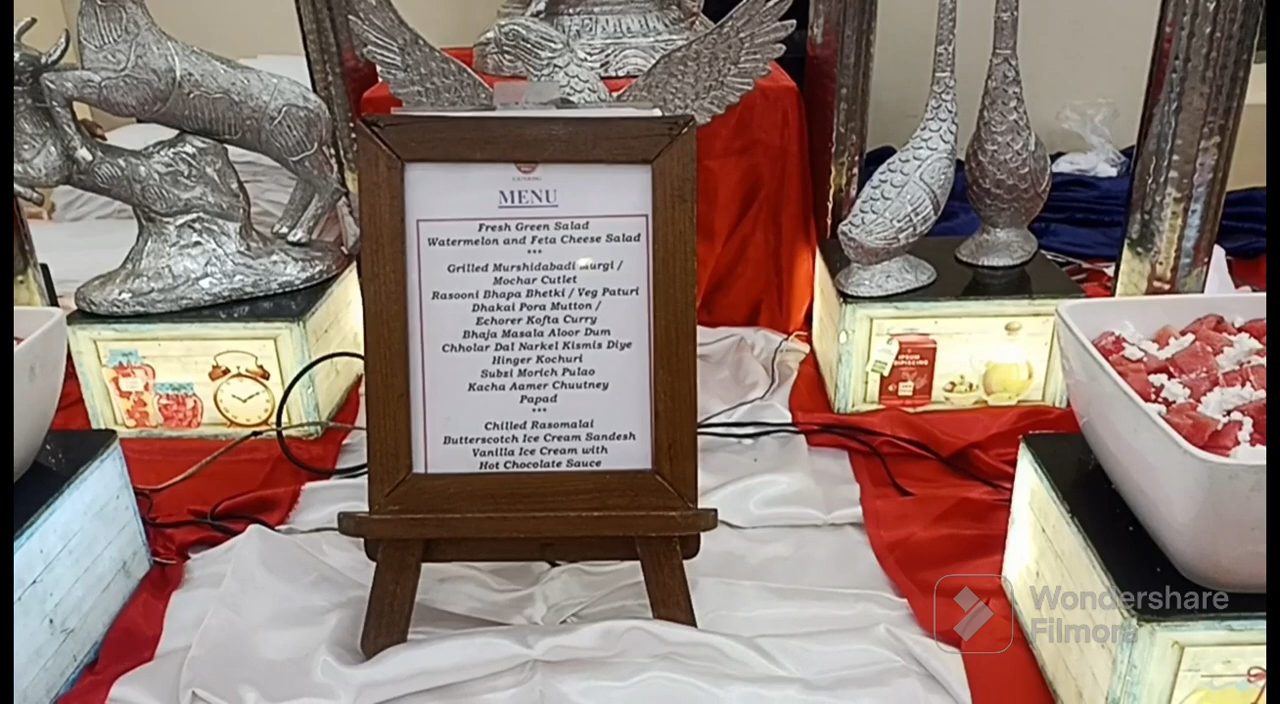 CATERING
MENU
Fresh Green Salad
Watermelon and Feta Cheese Salad
***
Grilled Murshidabadi Murgi /
Mochar Cutlet
Rasooni Bhapa Bhetki / Veg Paturi
Dhakai Pora Mutton /
Echorer Kofta Curry
Bhaja Masala Aloor Dum
Chholar Dal Narkel Kismis Diye
Hinger Kochuri
Subzi Morich Pulao
Kacha Aamer Chuutney
Papad
***
Chilled Rasomalai
Butterscotch Ice Cream Sandesh
Vanilla Ice Cream with
Hot Chocolate Sauce
IPSUM
ADIPISCING
Wondershare
Filmora